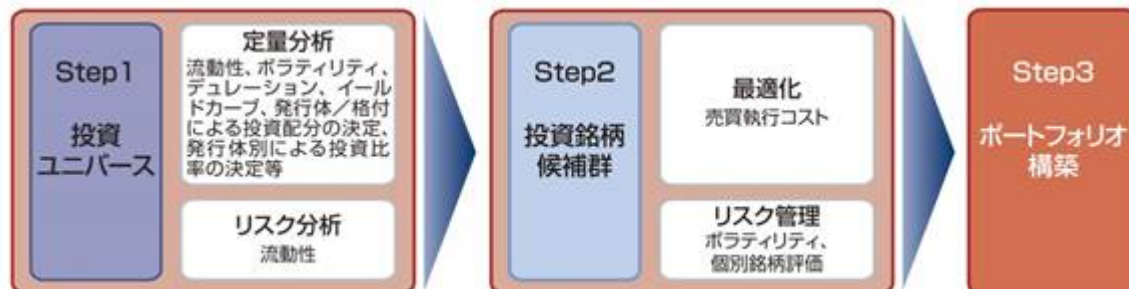 Step1
投資
ユニバース
定量分析
流動性、ボラティリティ、
デュレーション、イール
ドカーブ、発行体／格付
による投資配分の決定、
発行体別による投資比
率の決定等
リスク分析
流動性
Step2
投資銘柄
候補群
最適化
売買執行コスト
リスク管理
ボラティリティ、
個別銘柄評価
Step3
ポートフォリオ
構築